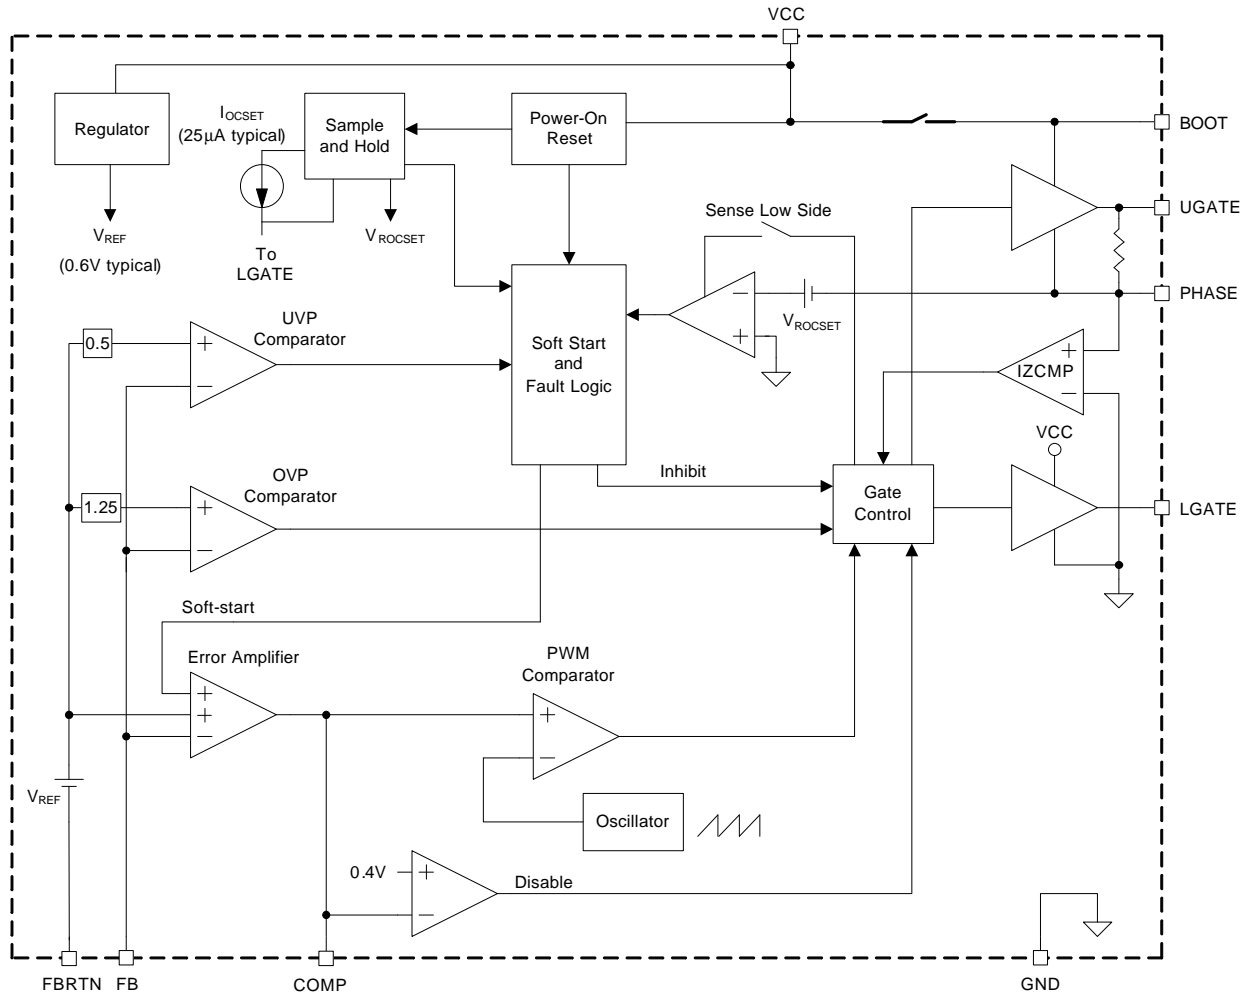 VCC
Regulator
IOCSET
(25μA typical)
Sample
and Hold
Power-On
Reset
BOOT
UGATE
PHASE
LGATE
VREF
(0.6V typical)
To
LGATE
VROCSET
Sense Low Side
VROCSET
UVP
Comparator
0.5
+
−
Soft Start
and
Fault Logic
−
+
+
IZCMP
−
VCC
OVP
Comparator
1.25
+
−
Inhibit
Gate
Control
Soft-start
Error Amplifier
+
+
−
PWM
Comparator
+
−
VREF
Oscillator
0.4V
+
−
Disable
FBRTN
FB
COMP
GND